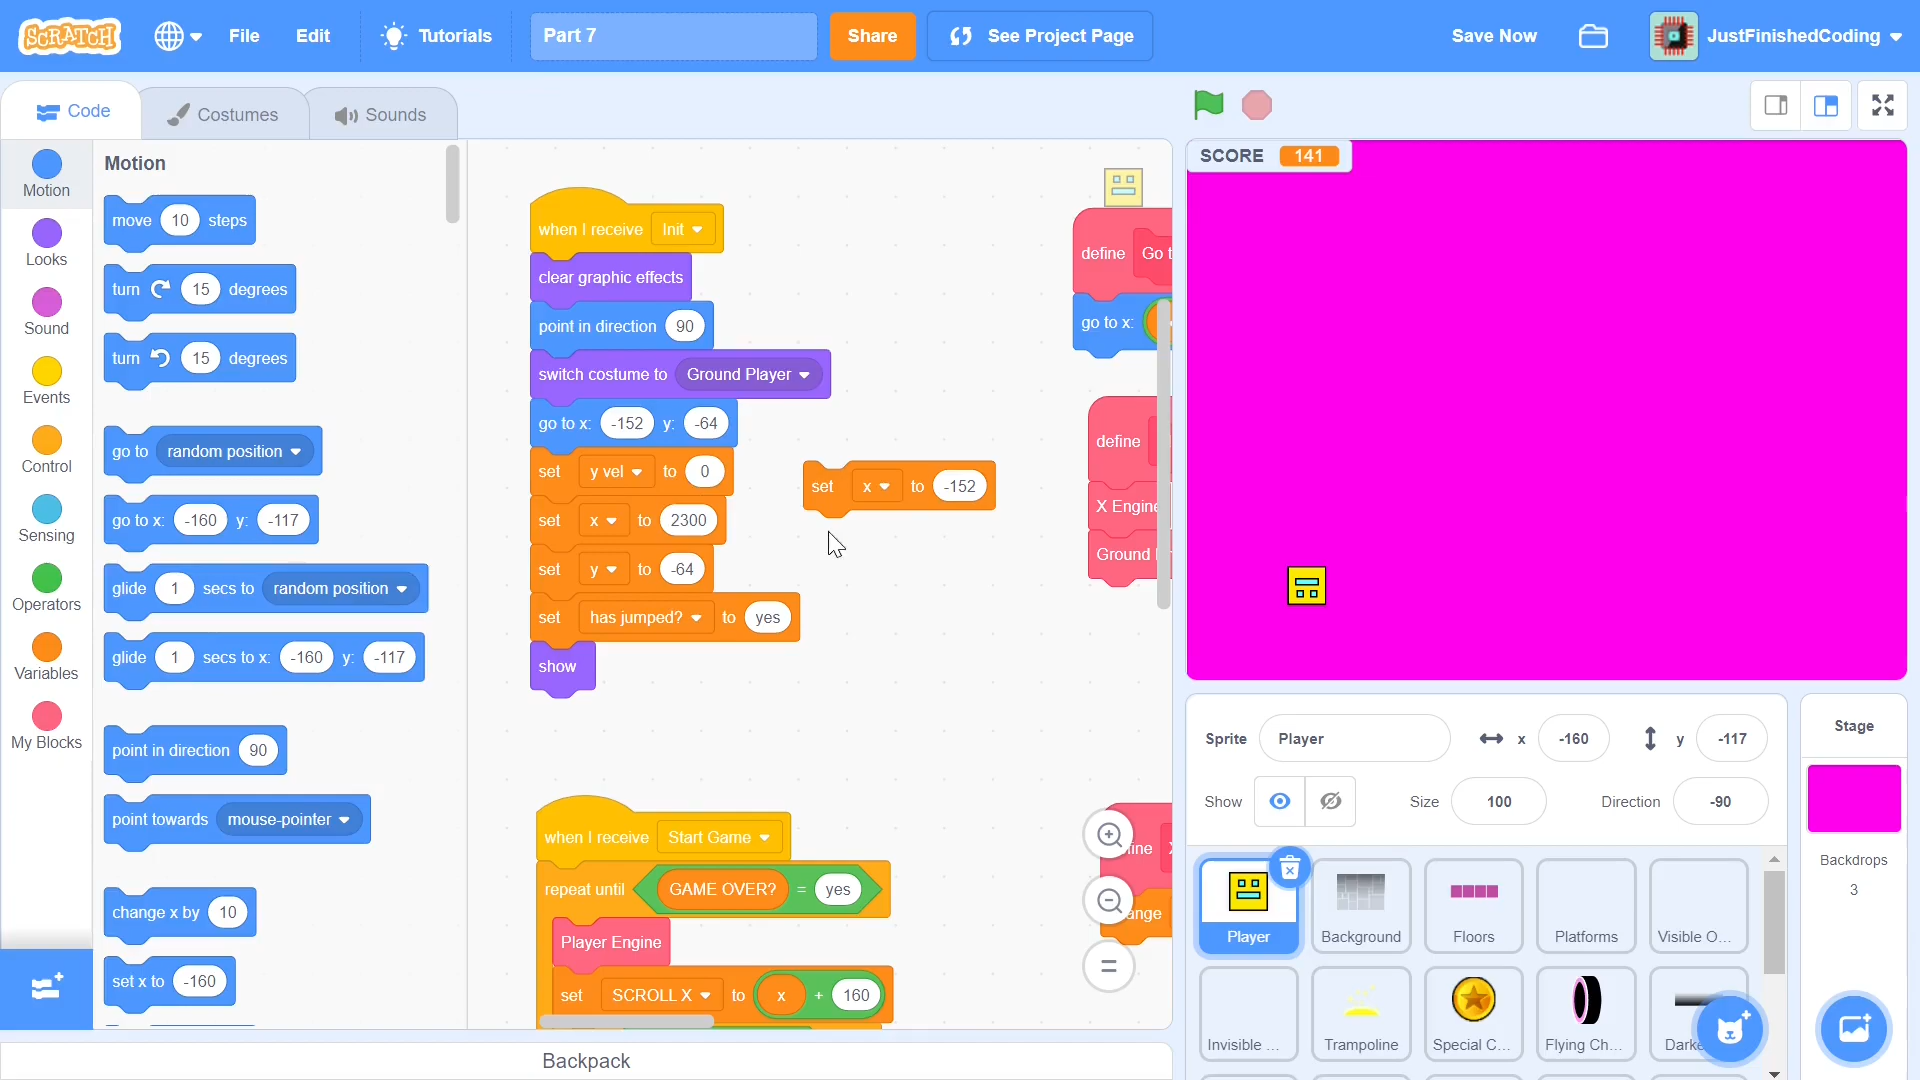 SCRATCH
File
Edit
Tutorials
Part 7
Share
See Project Page
Save Now
JustFinishedCoding
Code
Costumes
Sounds
Motion
Looks
Sound
Events
Control
Sensing
Operators
Variables
My Blocks
Motion
move 10 steps
turn 15 degrees
turn 15 degrees
go to random position
go to x: -160 y: -117
glide 1 secs to random position
glide 1 secs to x: -160 y: -117
point in direction 90
point towards mouse-pointer
change x by 10
set x to -160
when I receive Init
clear graphic effects
point in direction 90
switch costume to Ground Player
go to x: -152 y: -64
set y vel to 0
set x to 2300
set y to -64
set has jumped? to yes
show
set x to -152
when I receive Start Game
repeat until GAME OVER? = yes
Player Engine
set SCROLL X to x + 160
define Go t
go to x:
define
X Engine
Ground
fine
ange
Backpack
SCORE 141
Sprite Player x -160 y -117
Show Size 100 Direction -90
Player
Background
Floors
Platforms
Visible O...
Invisible ...
Trampoline
Special C...
Flying Ch...
Darke
Stage
Backdrops
3